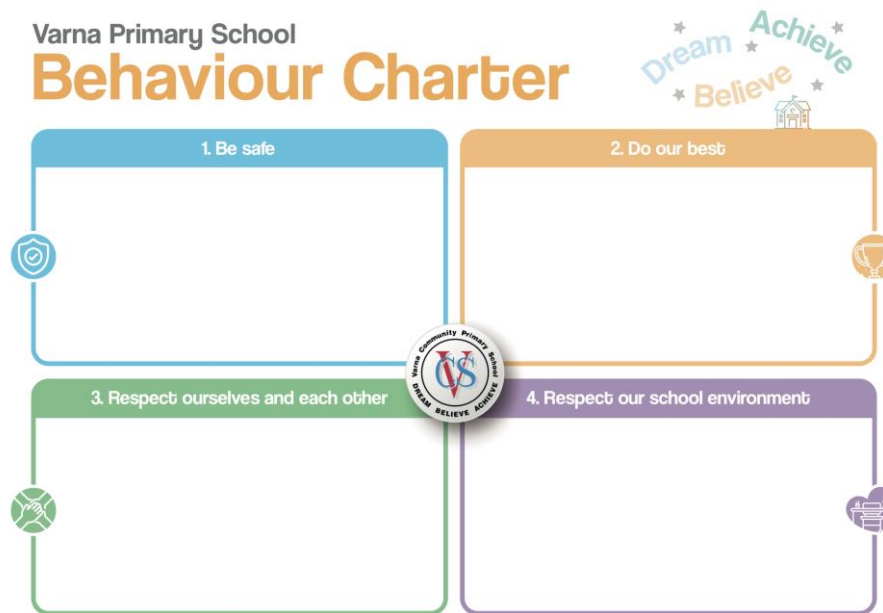 Varna Primary School
Behaviour Charter
Dream
Achieve
Believe
1. Be safe
2. Do our best
Varna Community Primary School
VCS
DREAM BELIEVE ACHIEVE
3. Respect ourselves and each other
4. Respect our school environment